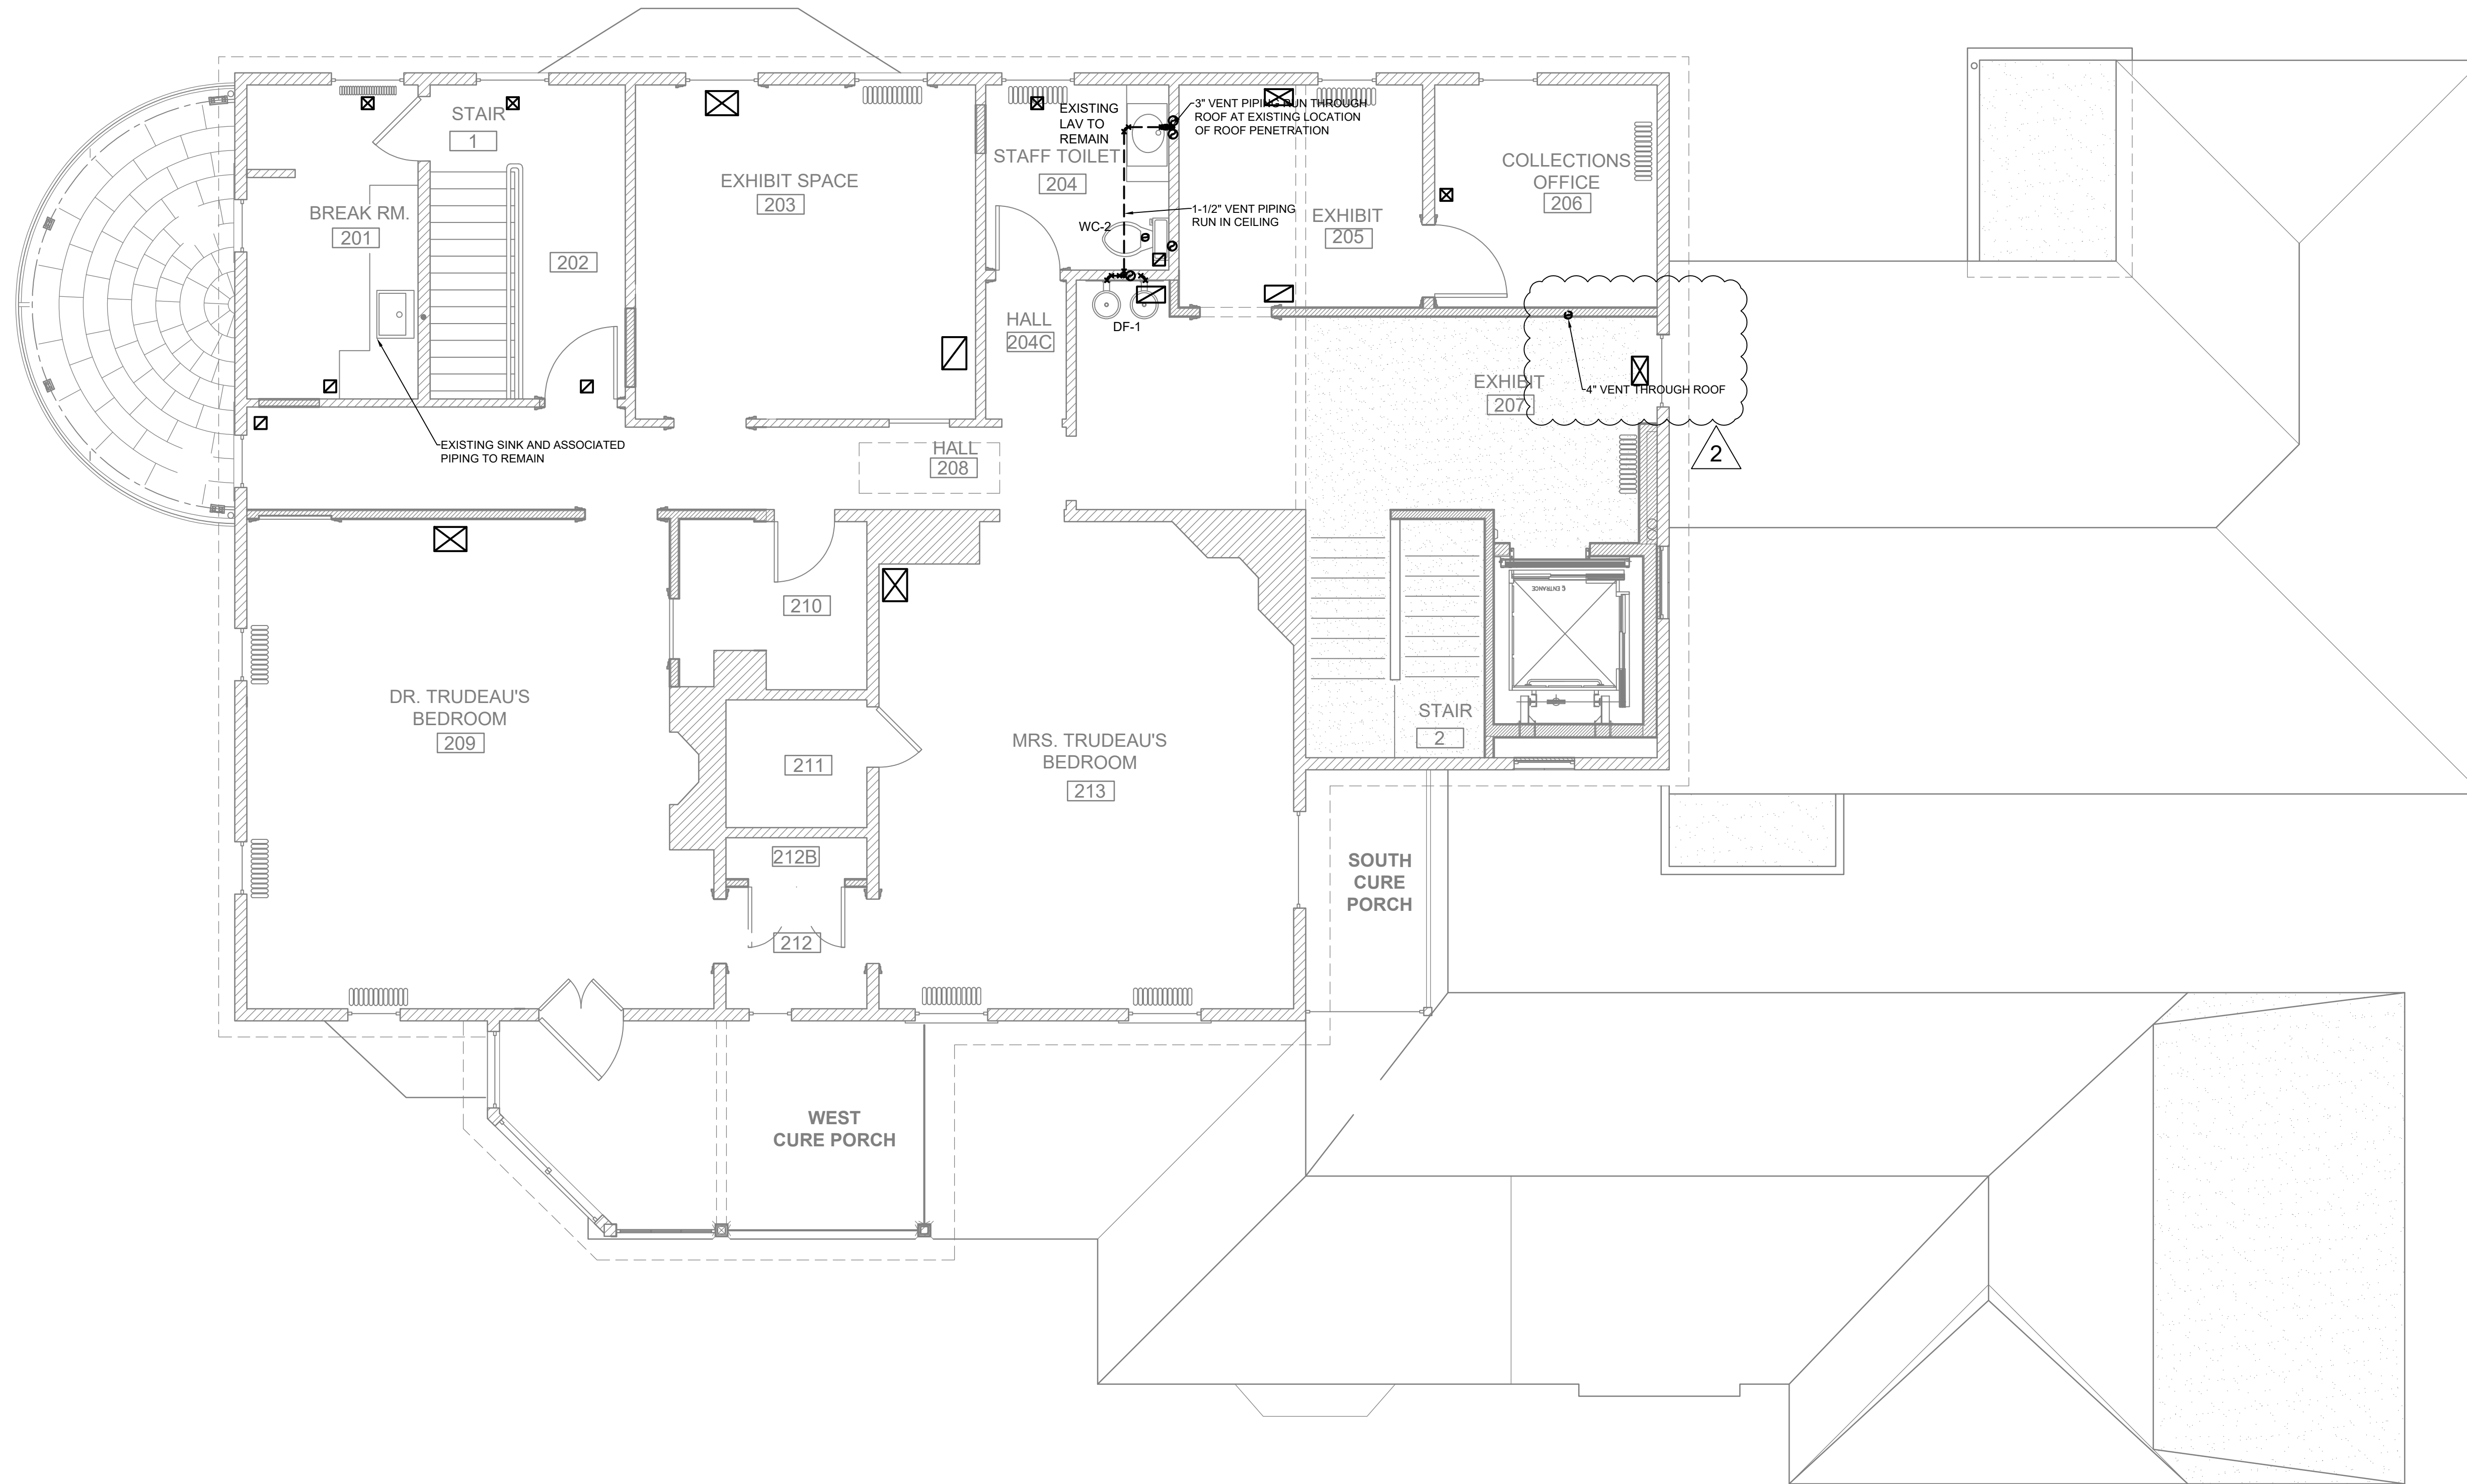 STAIR
1
BREAK RM.
201
202
EXHIBIT SPACE
203
EXISTING
LAV TO
REMAIN
STAFF TOILET
204
3" VENT PIPING RUN THROUGH
ROOF AT EXISTING LOCATION
OF ROOF PENETRATION
1-1/2" VENT PIPING
RUN IN CEILING
WC-2
EXHIBIT
205
COLLECTIONS
OFFICE
206
HALL
204C
DF-1
EXHIBIT
207
4" VENT THROUGH ROOF
2
EXISTING SINK AND ASSOCIATED
PIPING TO REMAIN
HALL
208
210
℄ ENTRANCE
DR. TRUDEAU'S
BEDROOM
209
211
MRS. TRUDEAU'S
BEDROOM
213
STAIR
2
212B
212
SOUTH
CURE
PORCH
WEST
CURE PORCH